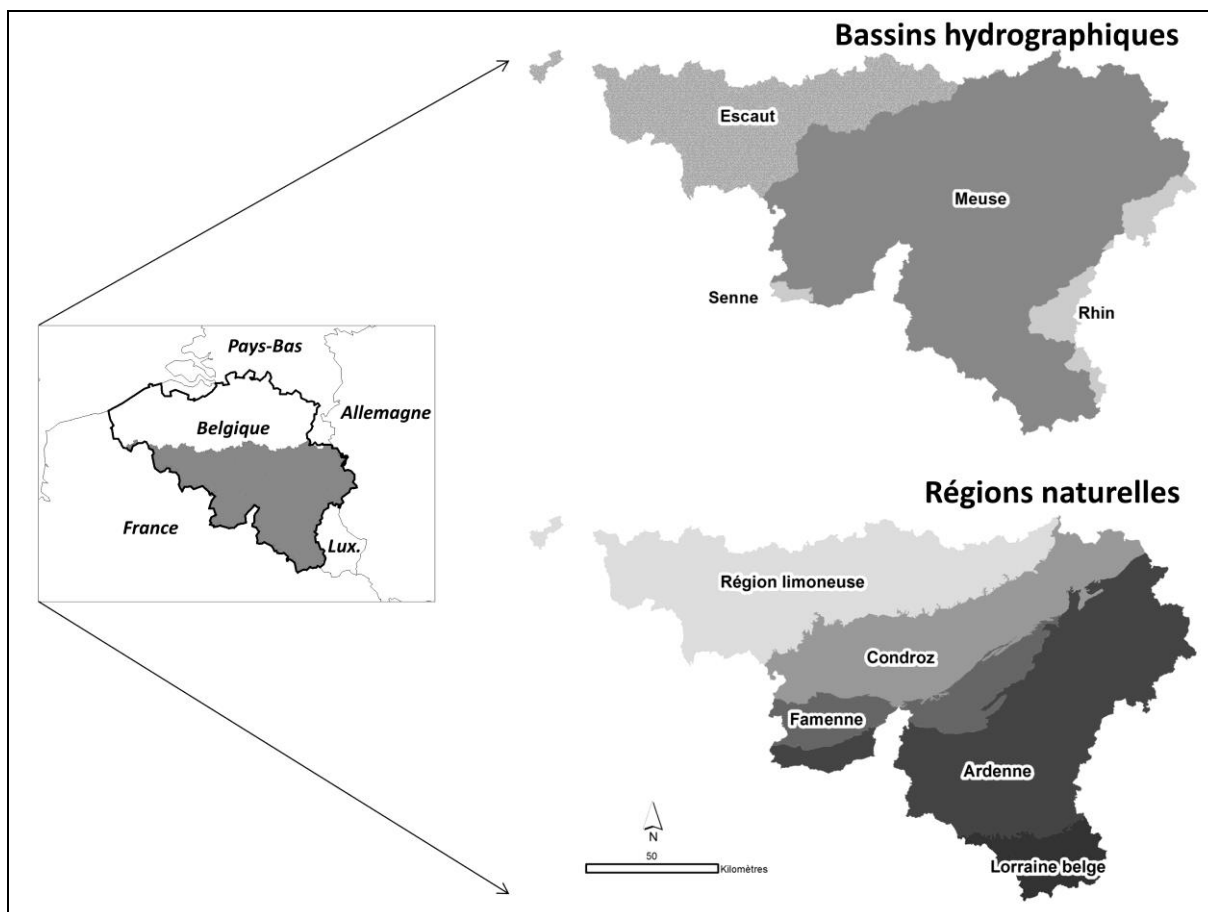 Bassins hydrographiques
Escaut
Meuse
Senne
Rhin
Pays-Bas
Allemagne
Belgique
France
Lux.
Régions naturelles
Région limoneuse
Condroz
Famenne
Ardenne
Lorraine belge
N
50
Kilomètres